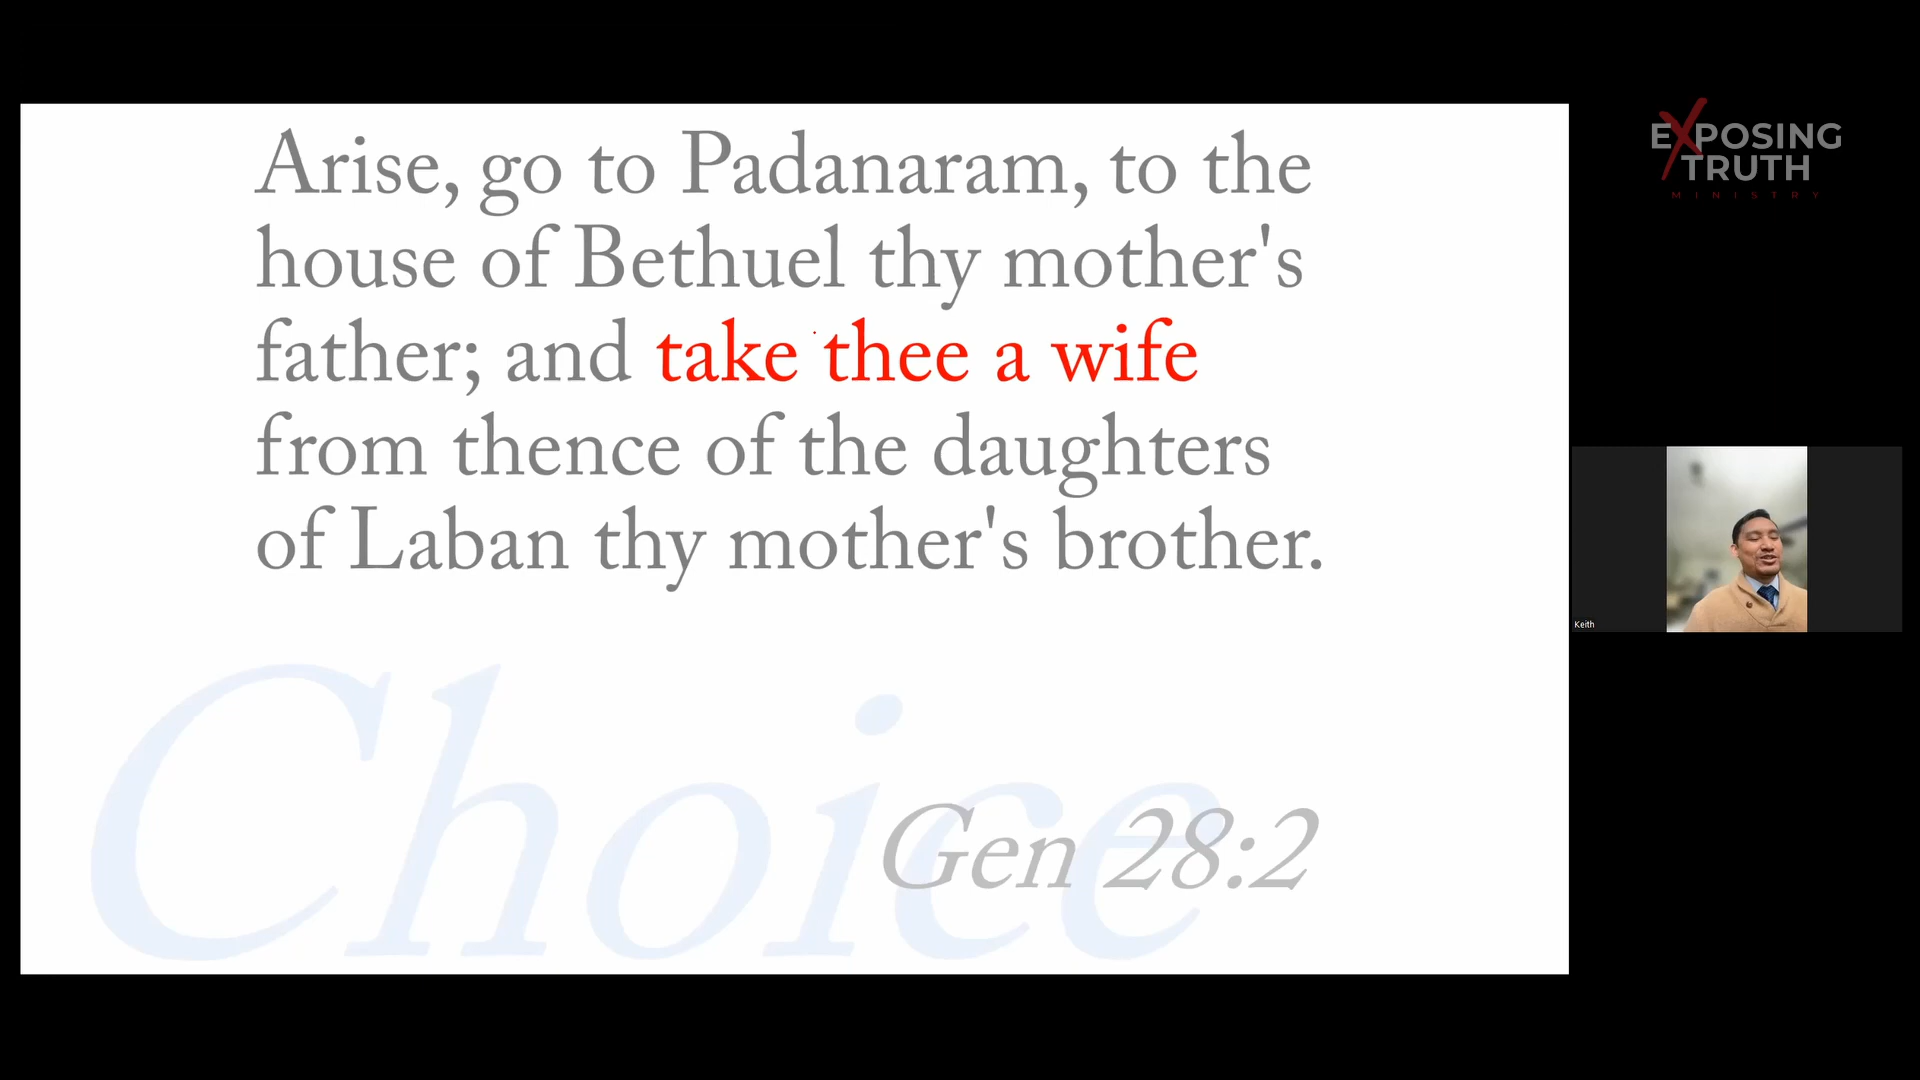 Arise, go to Padanaram, to the
house of Bethuel thy mother's
father; and take thee a wife
from thence of the daughters
of Laban thy mother's brother.
Choice
Gen 28:2
EXPOSING
TRUTH
MINISTRY
Keith